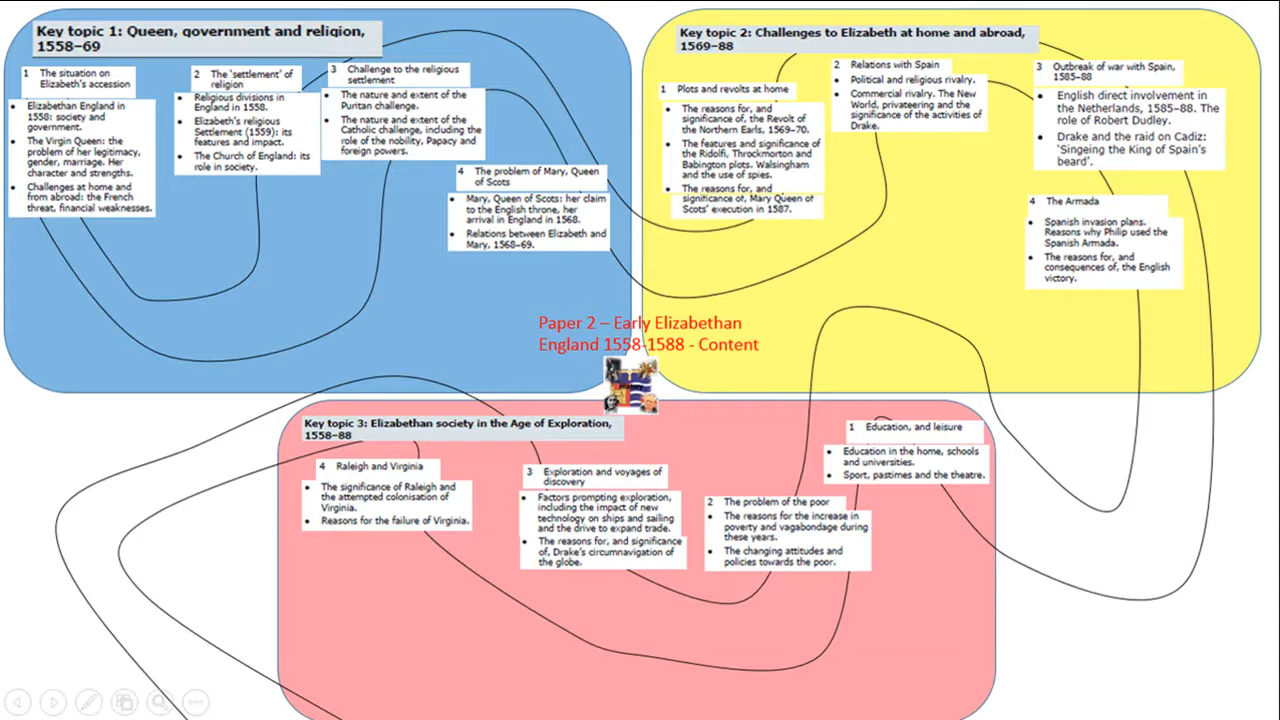 Key topic 1: Queen, government and religion,
1558–69
1 The situation on
Elizabeth's accession
• Elizabethan England in
1558: society and
government.
• The Virgin Queen: the
problem of her legitimacy,
gender, marriage. Her
character and strengths.
• Challenges at home and
from abroad: the French
threat, financial weaknesses.
2 The 'settlement' of
religion
• Religious divisions in
England in 1558.
• Elizabeth's religious
Settlement (1559): its
features and impact.
• The Church of England: its
role in society.
3 Challenge to the religious
settlement
• The nature and extent of the
Puritan challenge.
• The nature and extent of the
Catholic challenge, including the
role of the nobility, Papacy and
foreign powers.
4 The problem of Mary, Queen
of Scots
• Mary, Queen of Scots: her claim
to the English throne, her
arrival in England in 1568.
• Relations between Elizabeth and
Mary, 1568–69.
Key topic 2: Challenges to Elizabeth at home and abroad,
1569–88
1 Plots and revolts at home
• The reasons for, and
significance of, the Revolt of
the Northern Earls, 1569–70.
• The features and significance of
the Ridolfi, Throckmorton and
Babington plots. Walsingham
and the use of spies.
• The reasons for, and
significance of, Mary Queen of
Scots' execution in 1587.
2 Relations with Spain
• Political and religious rivalry.
• Commercial rivalry. The New
World, privateering and the
significance of the activities of
Drake.
3 Outbreak of war with Spain,
1585–88
• English direct involvement in
the Netherlands, 1585–88. The
role of Robert Dudley.
• Drake and the raid on Cadiz:
'Singeing the King of Spain's
beard'.
4 The Armada
• Spanish invasion plans.
Reasons why Philip used the
Spanish Armada.
• The reasons for, and
consequences of, the English
victory.
Paper 2 – Early Elizabethan
England 1558-1588 - Content
History
Key topic 3: Elizabethan society in the Age of Exploration,
1558–88
4 Raleigh and Virginia
• The significance of Raleigh and
the attempted colonisation of
Virginia.
• Reasons for the failure of Virginia.
3 Exploration and voyages of
discovery
• Factors prompting exploration,
including the impact of new
technology on ships and sailing
and the drive to expand trade.
• The reasons for, and significance
of, Drake's circumnavigation of
the globe.
2 The problem of the poor
• The reasons for the increase in
poverty and vagabondage during
these years.
• The changing attitudes and
policies towards the poor.
1 Education, and leisure
• Education in the home, schools
and universities.
• Sport, pastimes and the theatre.